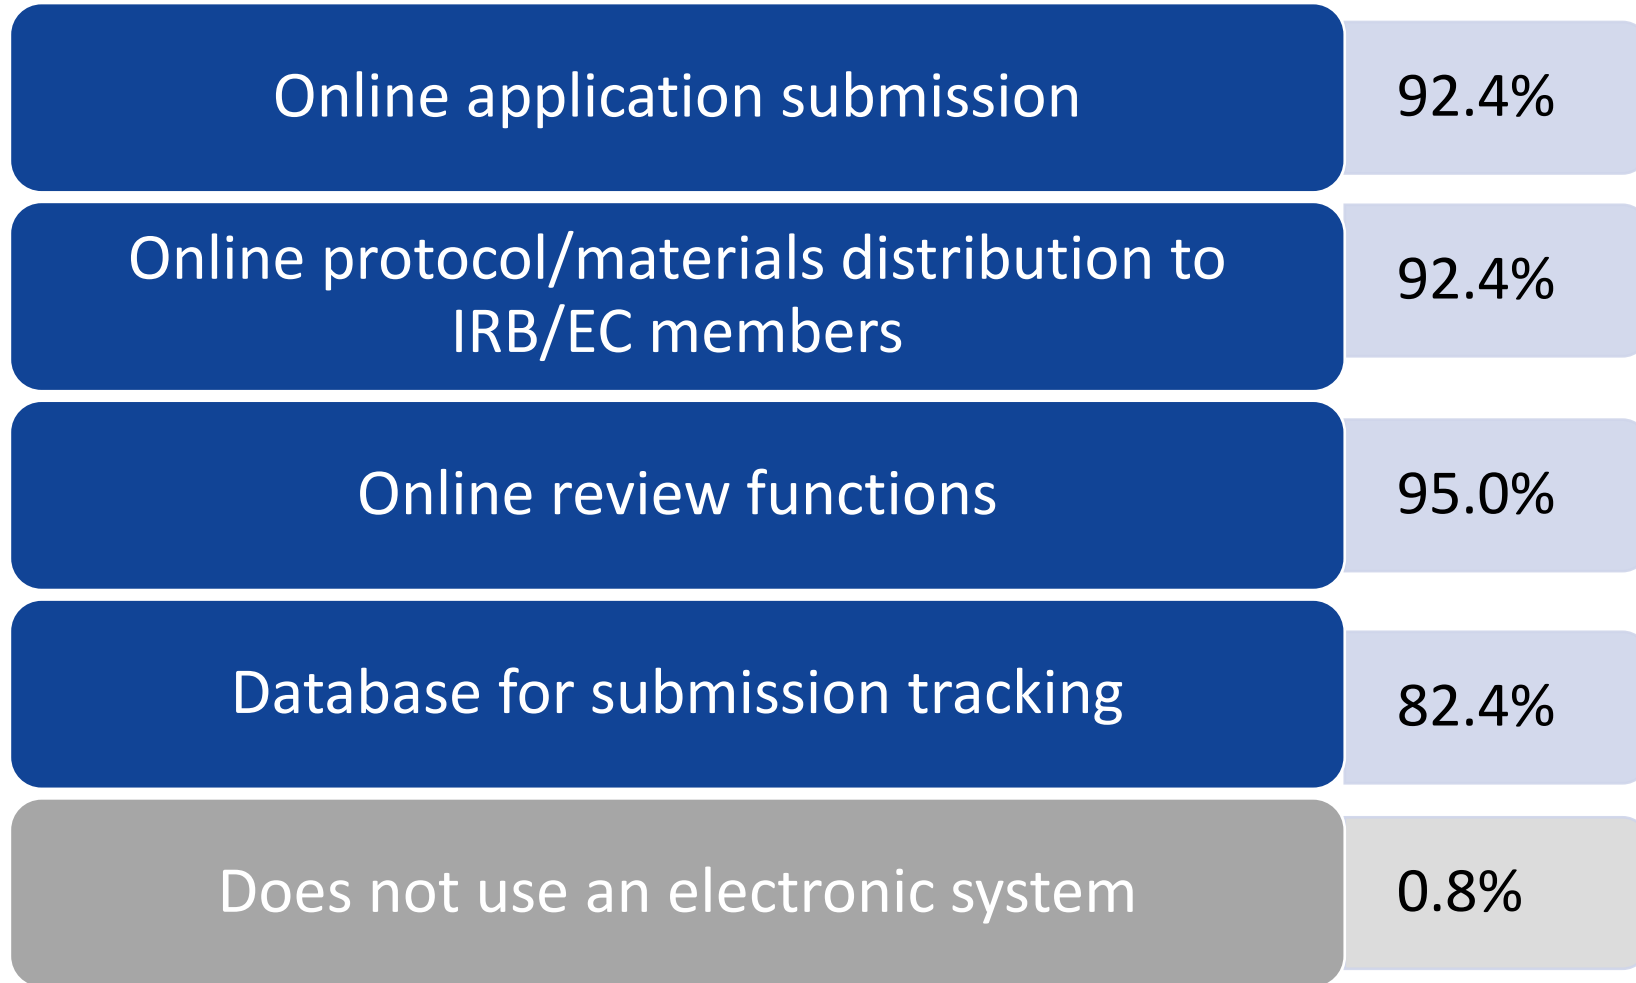 Online application submission
92.4%
Online protocol/materials distribution to
IRB/EC members
92.4%
Online review functions
95.0%
Database for submission tracking
82.4%
Does not use an electronic system
0.8%